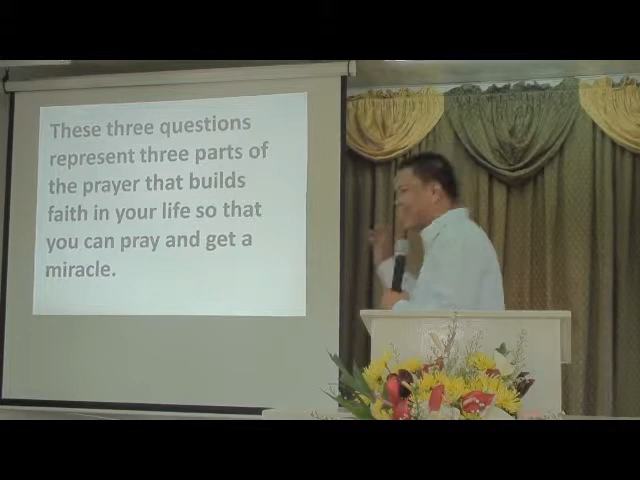 These three questions
represent three parts of
the prayer that builds
faith in your life so that
you can pray and get a
miracle.